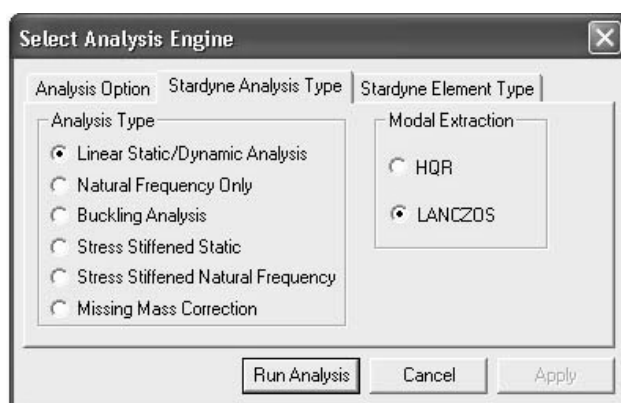 Select Analysis Engine
Analysis Option Stardyne Analysis Type Stardyne Element Type
Analysis Type
Linear Static/Dynamic Analysis
Natural Frequency Only
Buckling Analysis
Stress Stiffened Static
Stress Stiffened Natural Frequency
Missing Mass Correction
Modal Extraction
HQR
LANCZOS
Run Analysis Cancel Apply